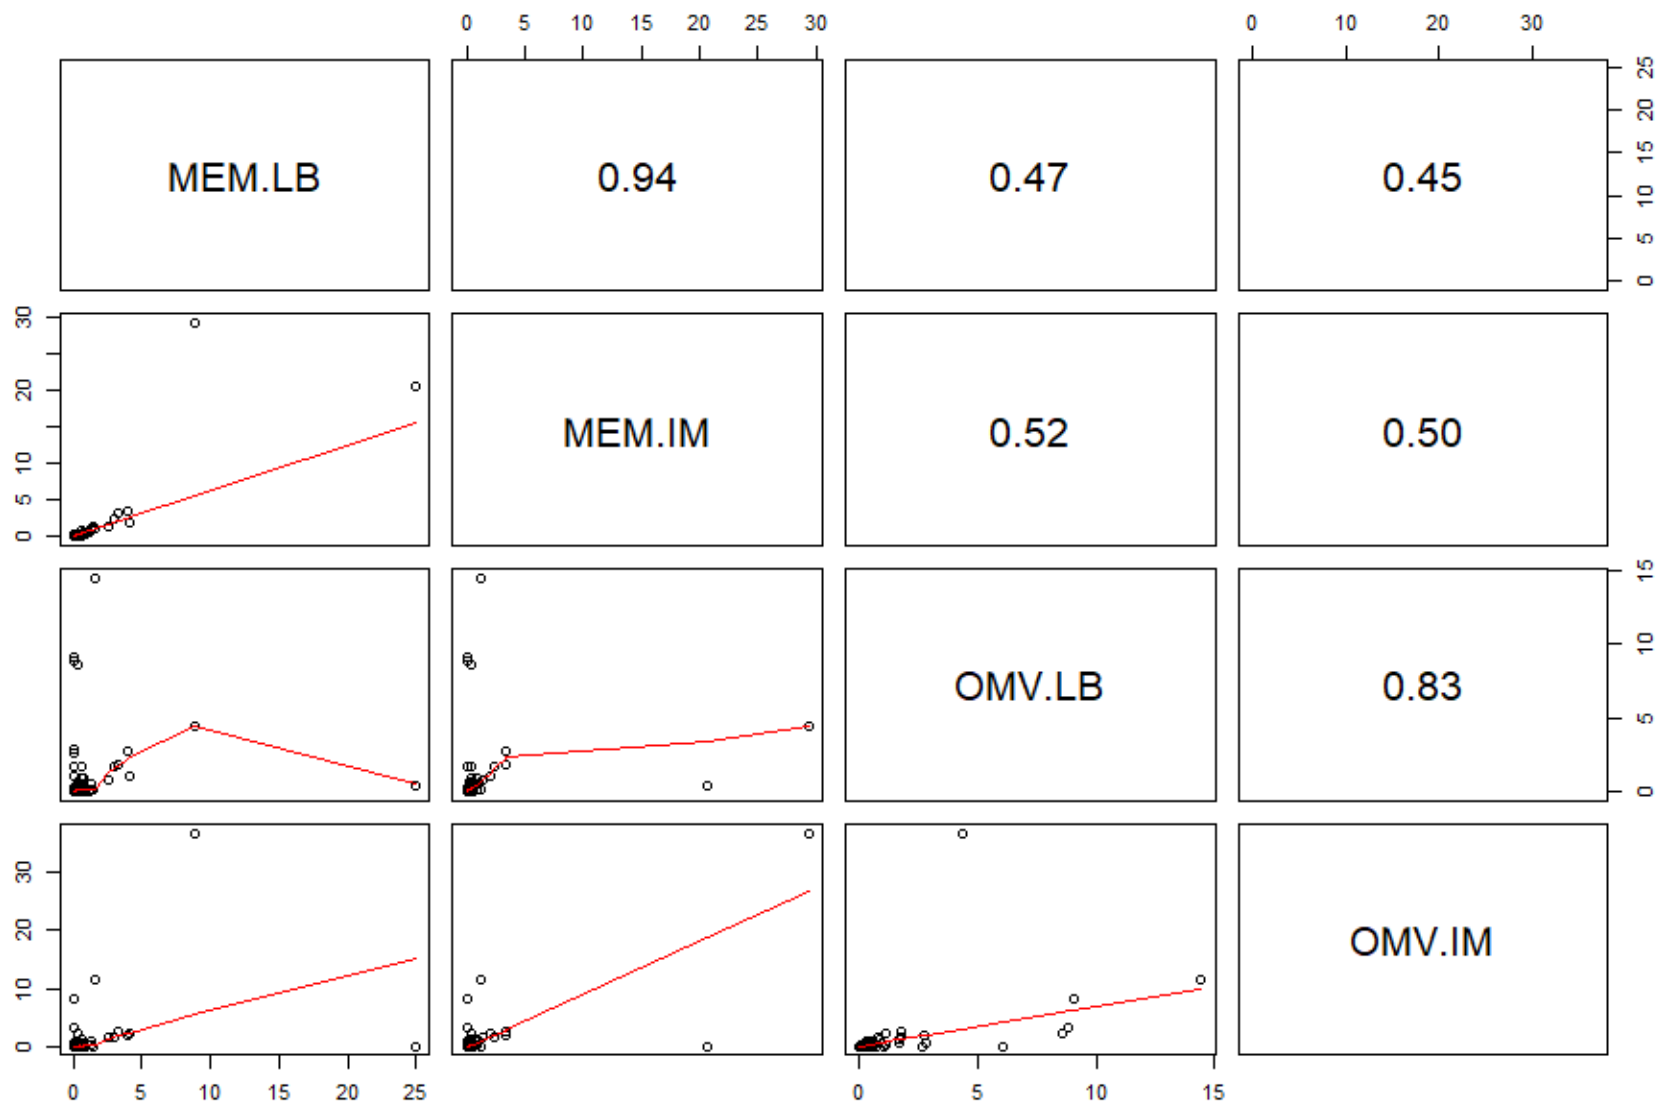 0 5 10 15 20 25 30
0 10 20 30
MEM.LB 0.94 0.47 0.45
0 5 10 15 20 25
0 5 10 20 30
MEM.IM 0.52 0.50
OMV.LB 0.83
0 5 10 15
0 10 20 30
OMV.IM
0 5 10 15 20 25
0 5 10 15